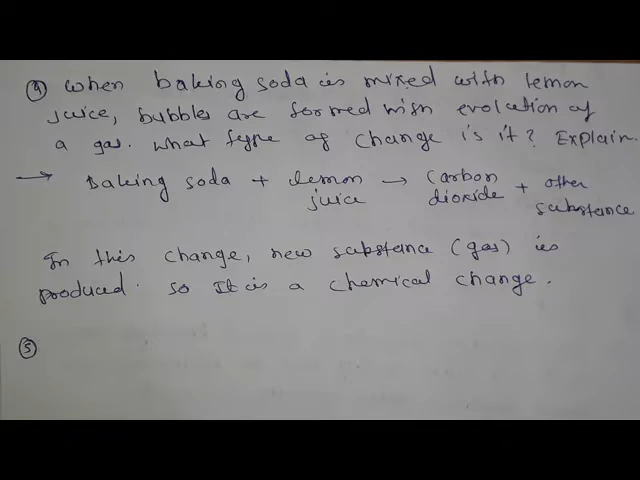 ④ When baking soda is mixed with lemon
juice, bubbles are formed with evolution of
a gas. What type of change is it? Explain.
→ Baking soda + lemon juice → Carbon dioxide + other substance
In this change, new substance (gas) is
produced. So It is a chemical change.
⑤